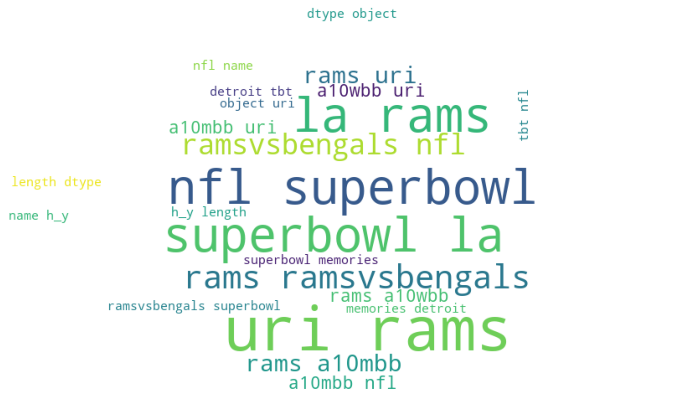 dtype object
nfl name
rams uri
detroit tbt
a10wbb uri
object uri
tbt nfl
la rams
a10mbb uri
ramsvsbengals nfl
length dtype
nfl superbowl
name h_y
h_y length
superbowl la
superbowl memories
rams ramsvsbengals
rams a10wbb
ramsvsbengals superbowl
memories detroit
uri rams
rams a10mbb
a10mbb nfl